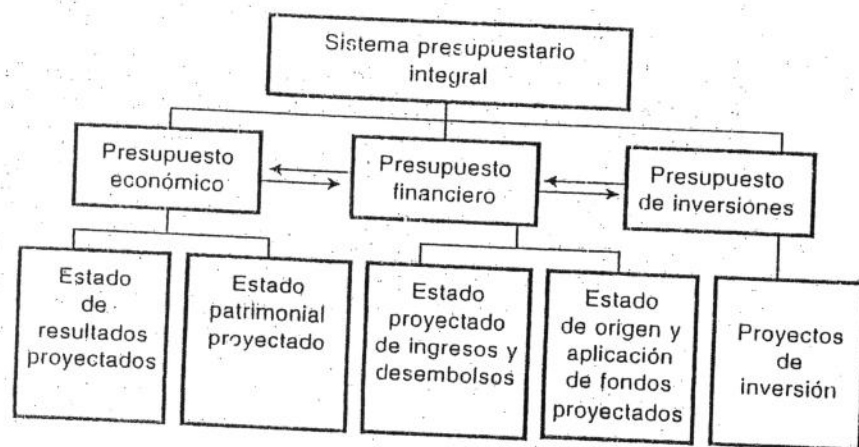 Sistema presupuestario
integral
Presupuesto
económico
Presupuesto
financiero
Presupuesto
de inversiones
Estado
de
resultados
proyectados
Estado
patrimonial
proyectado
Estado
proyectado
de ingresos y
desembolsos
Estado
de origen y
aplicación
de fondos
proyectados
Proyectos
de
inversión